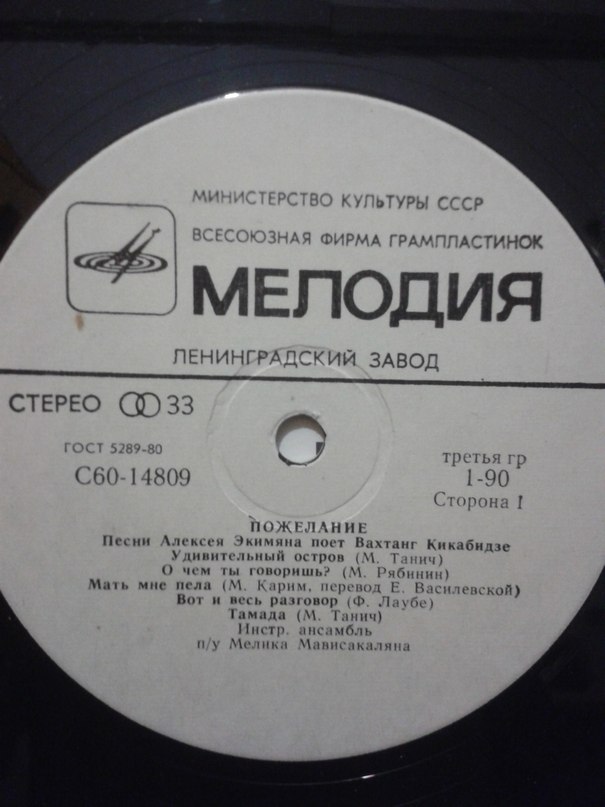 МИНИСТЕРСТВО КУЛЬТУРЫ СССР
ВСЕСОЮЗНАЯ ФИРМА ГРАМПЛАСТИНОК
МЕЛОДИЯ
ЛЕНИНГРАДСКИЙ ЗАВОД
СТЕРЕО 33
ГОСТ 5289-80
С60-14809
третья гр
1-90
Сторона 1
ПОЖЕЛАНИЕ
Песни Алексея Экимяна поет Вахтанг Кикабидзе
Удивительный остров (М. Танич)
О чем ты говоришь? (М. Рябинин)
Мать мне пела (М. Карим, перевод Е. Василевской)
Вот и весь разговор (Ф. Лаубе)
Тамада (М. Танич)
Инстр. ансамбль
п/у Мелика Мависакаляна